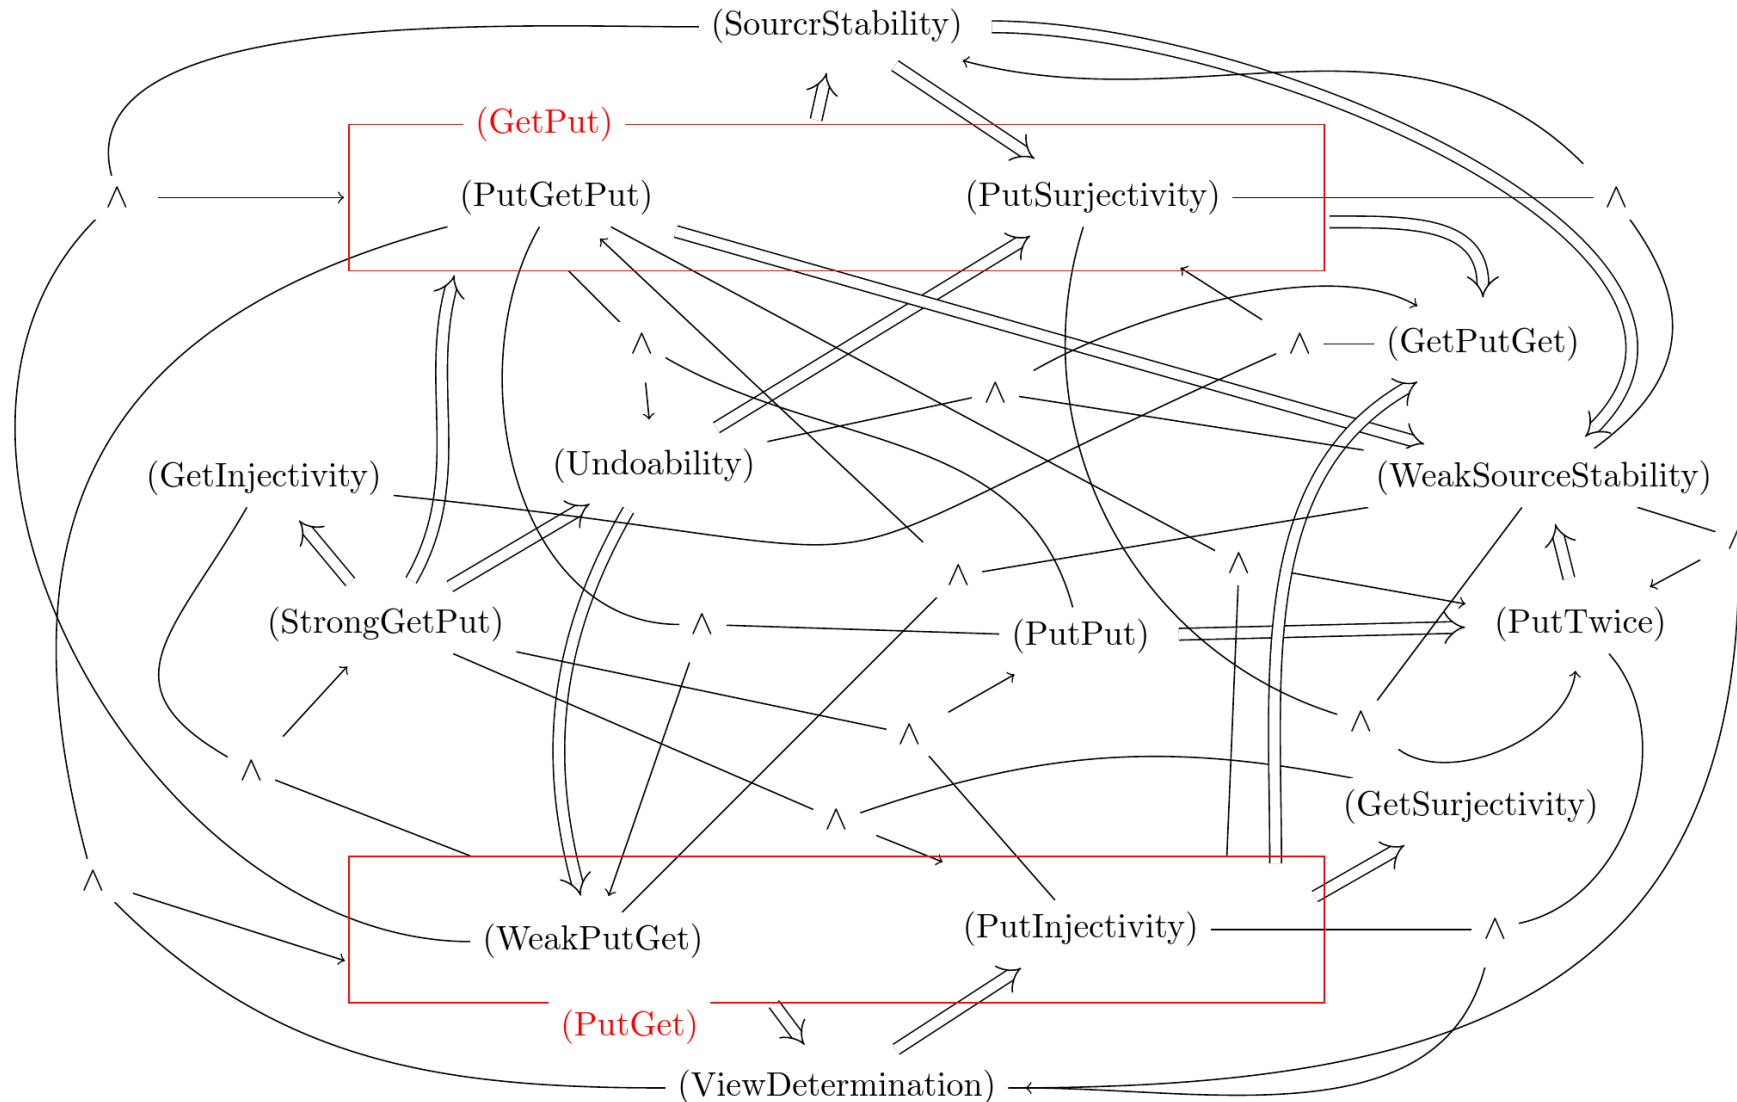 (SourcrStability)
(GetPut)
(PutGetPut)
(PutSurjectivity)
∧
∧
∧
∧
(GetPutGet)
∧
(Undoability)
(GetInjectivity)
(WeakSourceStability)
∧
∧
∧
(StrongGetPut)
∧
(PutPut)
(PutTwice)
∧
∧
∧
(GetSurjectivity)
∧
∧
(WeakPutGet)
(PutInjectivity)
∧
(PutGet)
(ViewDetermination)